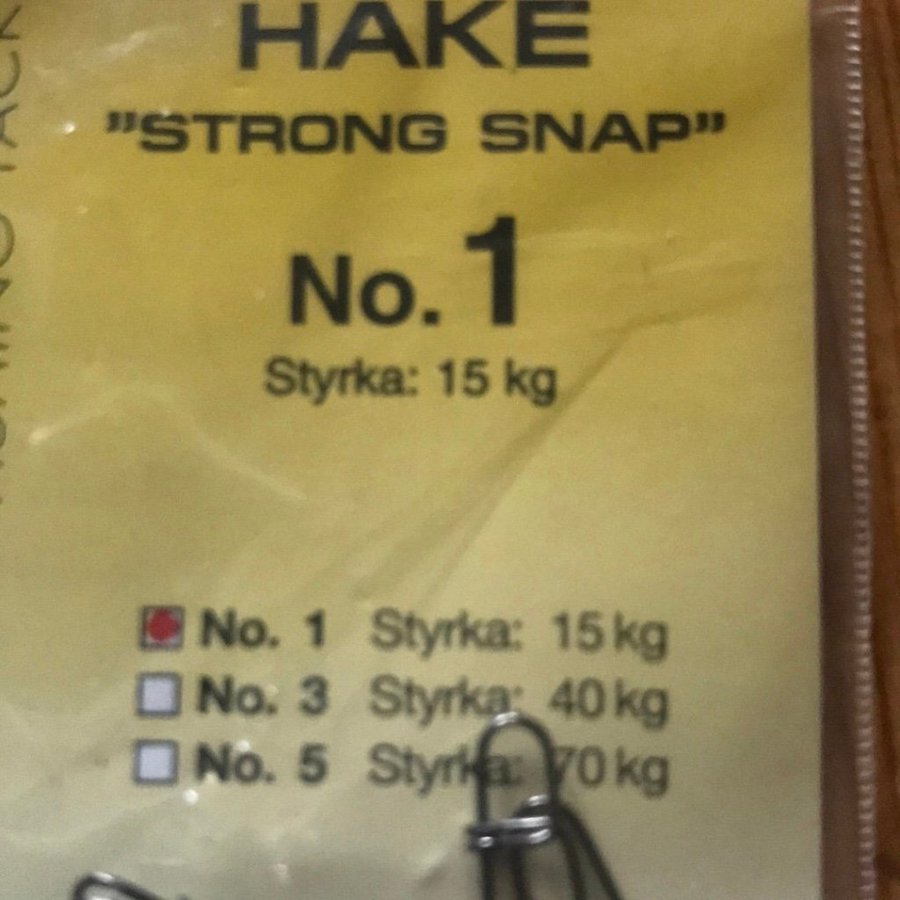 HAKE
"STRONG SNAP"
No. 1
Styrka: 15 kg
No. 1 Styrka: 15 kg
No. 3 Styrka: 40 kg
No. 5 Styrka: 70 kg